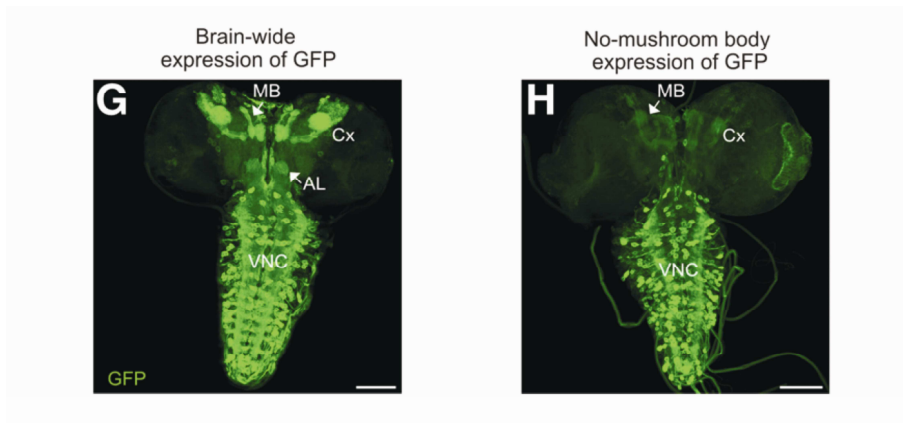 Brain-wide
expression of GFP
G
MB
Cx
AL
VNC
GFP
No-mushroom body
expression of GFP
H
MB
Cx
VNC